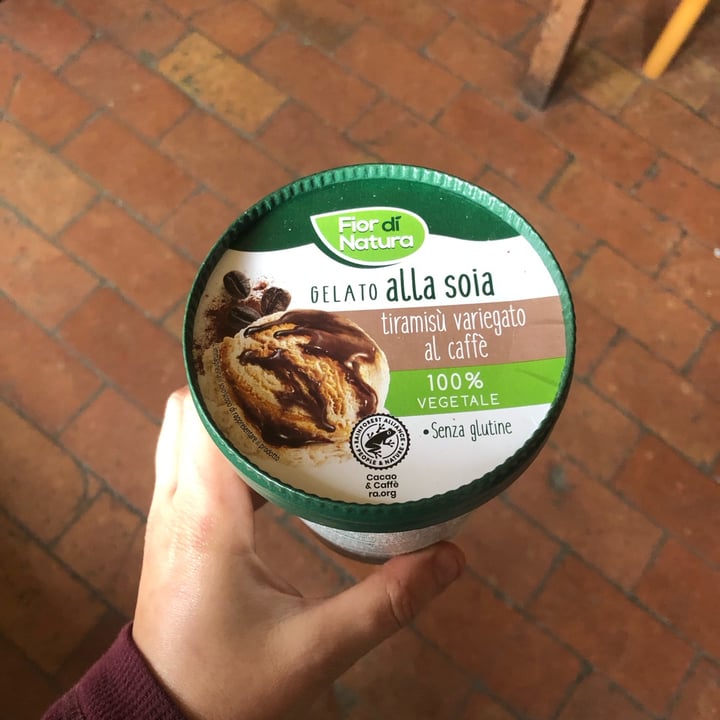 Fior di
Natura
GELATO alla soia
tiramisù variegato
al caffè
100%
VEGETALE
• Senza glutine
RAINFOREST ALLIANCE
PEOPLE & NATURE
Cacao
& Caffè
ra.org